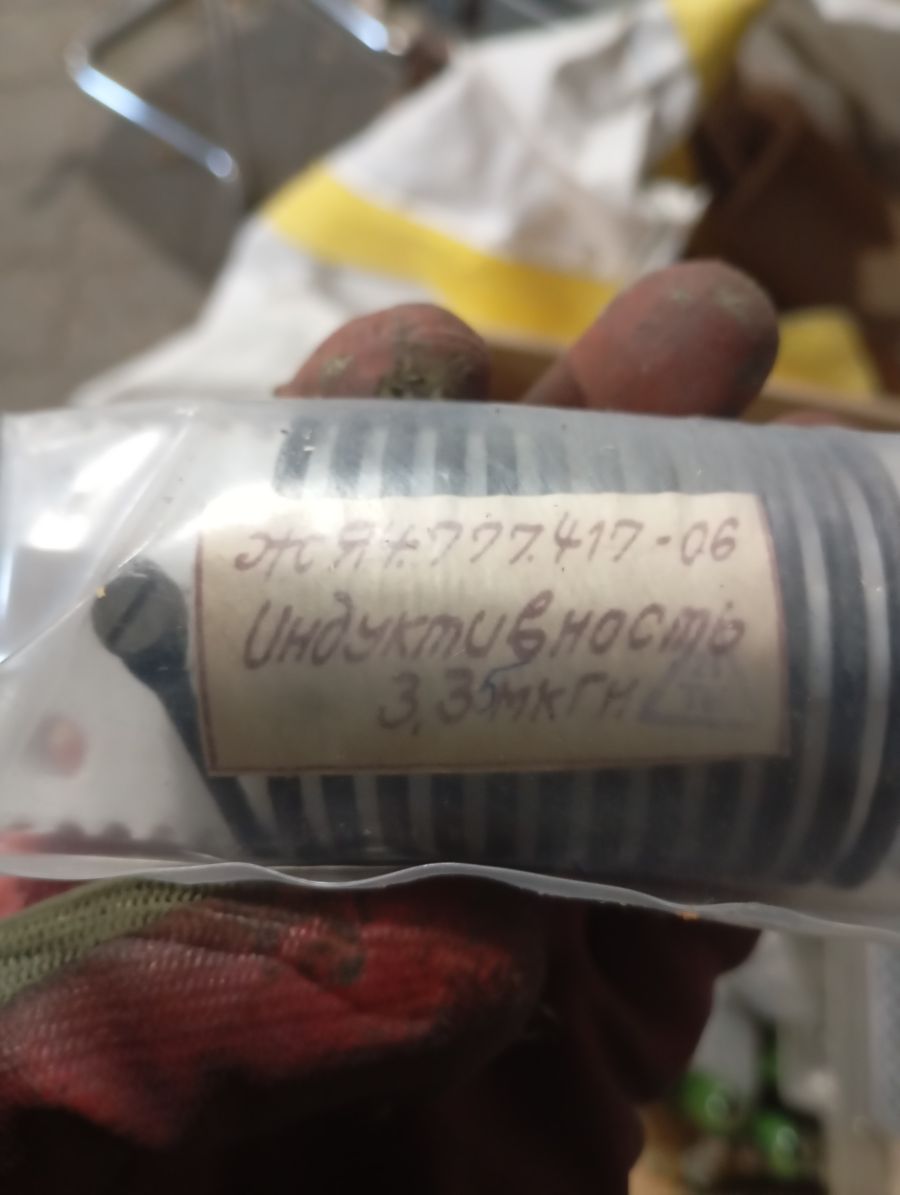 ЖЯ4.777.417-06
Индуктивность
3,35мкГн